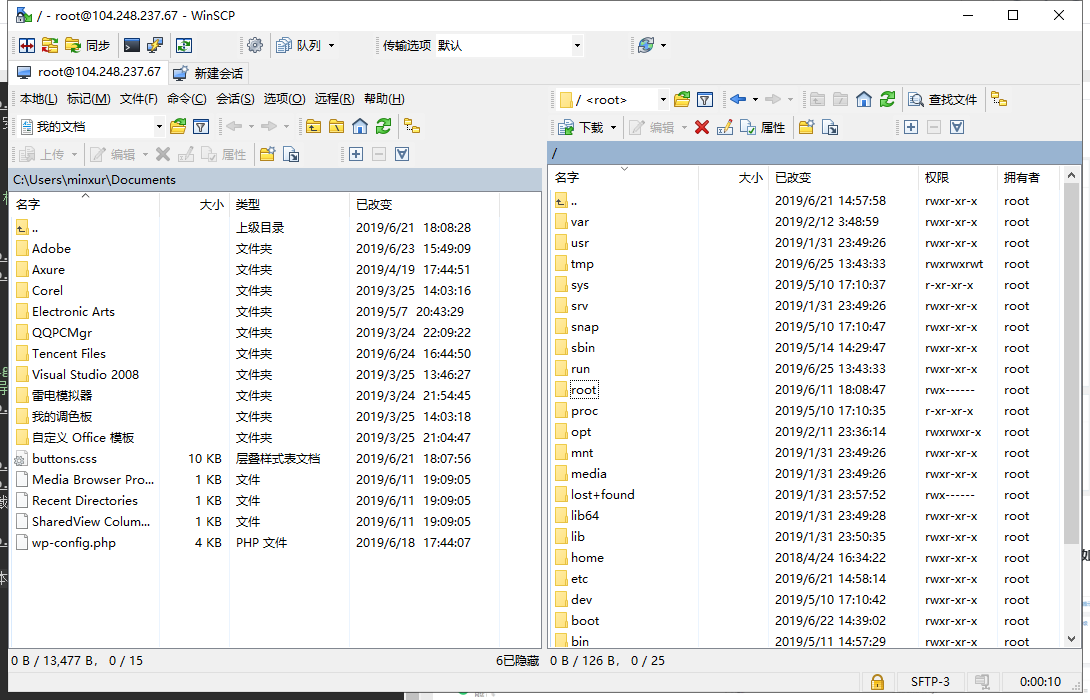 / - root@104.248.237.67 - WinSCP
同步 队列 传输选项 默认
root@104.248.237.67 新建会话
本地(L) 标记(M) 文件(F) 命令(C) 会话(S) 选项(O) 远程(R) 帮助(H)
我的文档
上传 编辑 属性
C:\Users\minxur\Documents
名字 大小 类型 已改变
.. 上级目录 2019/6/21 18:08:28
Adobe 文件夹 2019/6/23 15:49:09
Axure 文件夹 2019/4/19 17:44:51
Corel 文件夹 2019/3/25 14:03:16
Electronic Arts 文件夹 2019/5/7 20:43:29
QQPCMgr 文件夹 2019/3/24 22:09:22
Tencent Files 文件夹 2019/6/24 16:44:50
Visual Studio 2008 文件夹 2019/3/25 13:46:27
雷电模拟器 文件夹 2019/3/24 21:54:45
我的调色板 文件夹 2019/3/25 14:03:18
自定义 Office 模板 文件夹 2019/3/25 21:04:47
buttons.css 10 KB 层叠样式表文档 2019/6/21 18:07:56
Media Browser Pro... 1 KB 文件 2019/6/11 19:09:05
Recent Directories 1 KB 文件 2019/6/11 19:09:05
SharedView Colum... 1 KB 文件 2019/6/11 19:09:05
wp-config.php 4 KB PHP 文件 2019/6/18 17:44:07
0 B / 13,477 B， 0 / 15 6已隐藏
/ <root> 查找文件
下载 编辑 属性
/
名字 大小 已改变 权限 拥有者
.. 2019/6/21 14:57:58 rwxr-xr-x root
var 2019/2/12 3:48:59 rwxr-xr-x root
usr 2019/1/31 23:49:26 rwxr-xr-x root
tmp 2019/6/25 13:43:33 rwxrwxrwt root
sys 2019/5/10 17:10:37 r-xr-xr-x root
srv 2019/1/31 23:49:26 rwxr-xr-x root
snap 2019/5/10 17:10:47 rwxr-xr-x root
sbin 2019/5/14 14:29:47 rwxr-xr-x root
run 2019/6/25 13:43:33 rwxr-xr-x root
root 2019/6/11 18:08:47 rwx------ root
proc 2019/5/10 17:10:35 r-xr-xr-x root
opt 2019/2/11 23:36:14 rwxrwxr-x root
mnt 2019/1/31 23:49:26 rwxr-xr-x root
media 2019/1/31 23:49:26 rwxr-xr-x root
lost+found 2019/1/31 23:57:52 rwx------ root
lib64 2019/1/31 23:49:28 rwxr-xr-x root
lib 2019/1/31 23:50:35 rwxr-xr-x root
home 2018/4/24 16:34:22 rwxr-xr-x root
etc 2019/6/21 14:58:14 rwxr-xr-x root
dev 2019/5/10 17:10:42 rwxr-xr-x root
boot 2019/6/22 14:39:02 rwxr-xr-x root
bin 2019/5/11 14:57:29 rwxr-xr-x root
0 B / 126 B， 0 / 25
SFTP-3 0:00:10